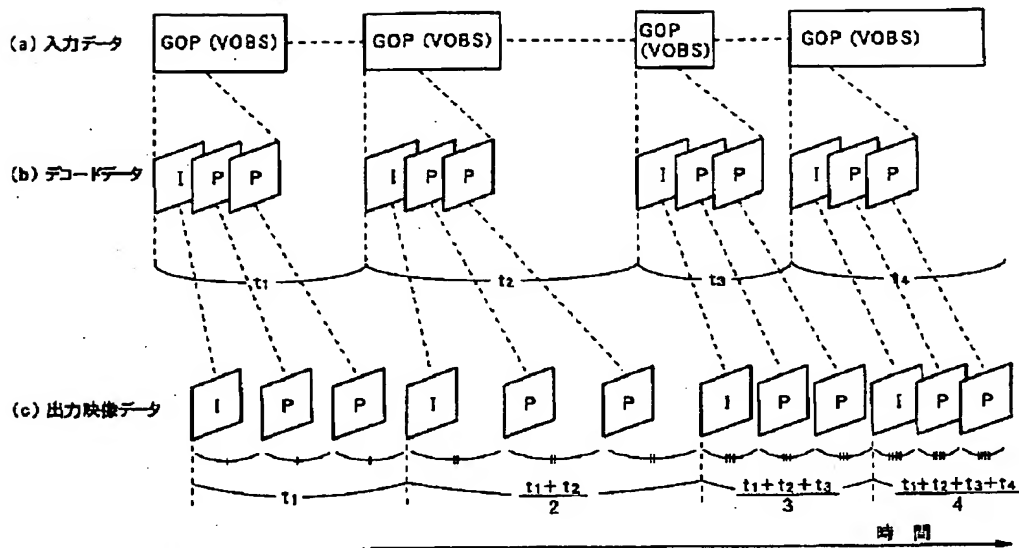 (a) 入力データ
GOP (VOBS)
GOP (VOBS)
GOP
(VOBS)
GOP (VOBS)
(b) デコードデータ
I P P
I P P
I P P
I P P
t1
t2
t3
t4
(c) 出力映像データ
I P P
I P P
I P P
I P P
t1
t1+t2
2
t1+t2+t3
3
t1+t2+t3+t4
4
時間